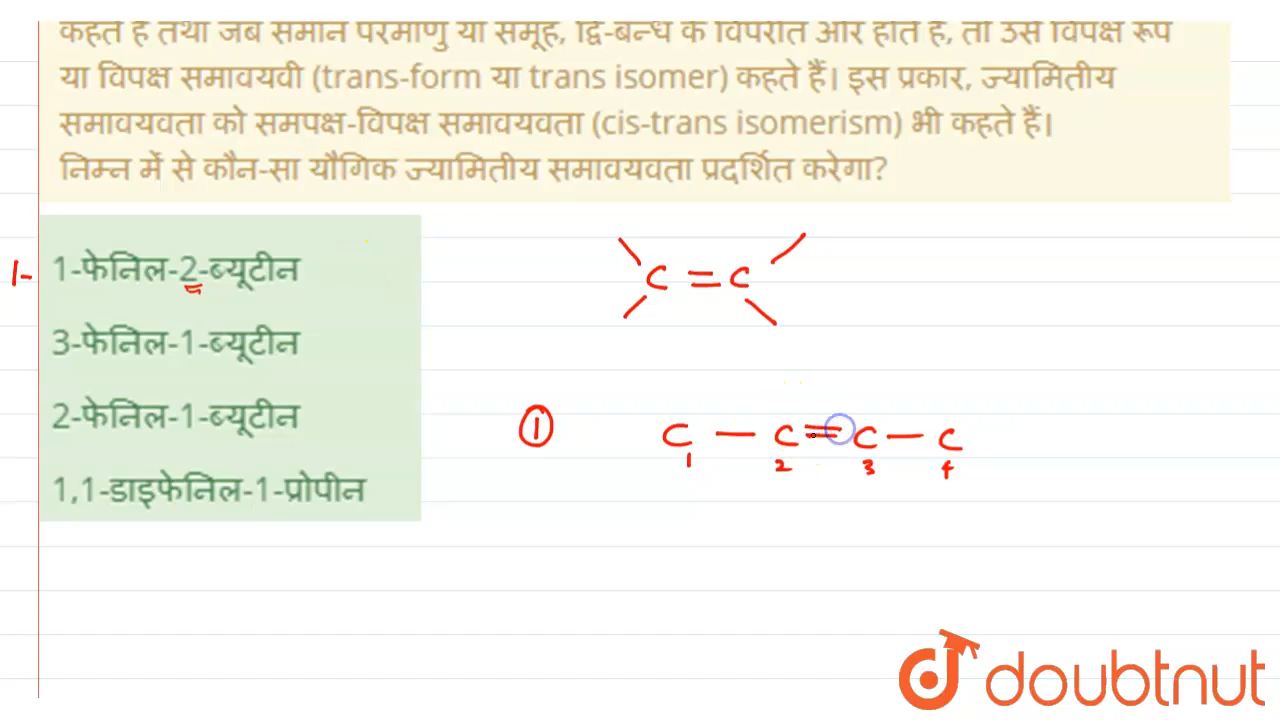 कहते हैं तथा जब समान परमाणु या समूह, द्वि-बन्ध के विपरीत ओर होते हैं, तो उसे विपक्ष रूप
या विपक्ष समावयवी (trans-form या trans isomer) कहते हैं। इस प्रकार, ज्यामितीय
समावयवता को समपक्ष-विपक्ष समावयवता (cis-trans isomerism) भी कहते हैं।
निम्न में से कौन-सा यौगिक ज्यामितीय समावयवता प्रदर्शित करेगा?
1- 1-फेनिल-2-ब्यूटीन
3-फेनिल-1-ब्यूटीन
2-फेनिल-1-ब्यूटीन
1,1-डाइफेनिल-1-प्रोपीन
C = C
① C — C = C — C
1 2 3 4
doubtnut